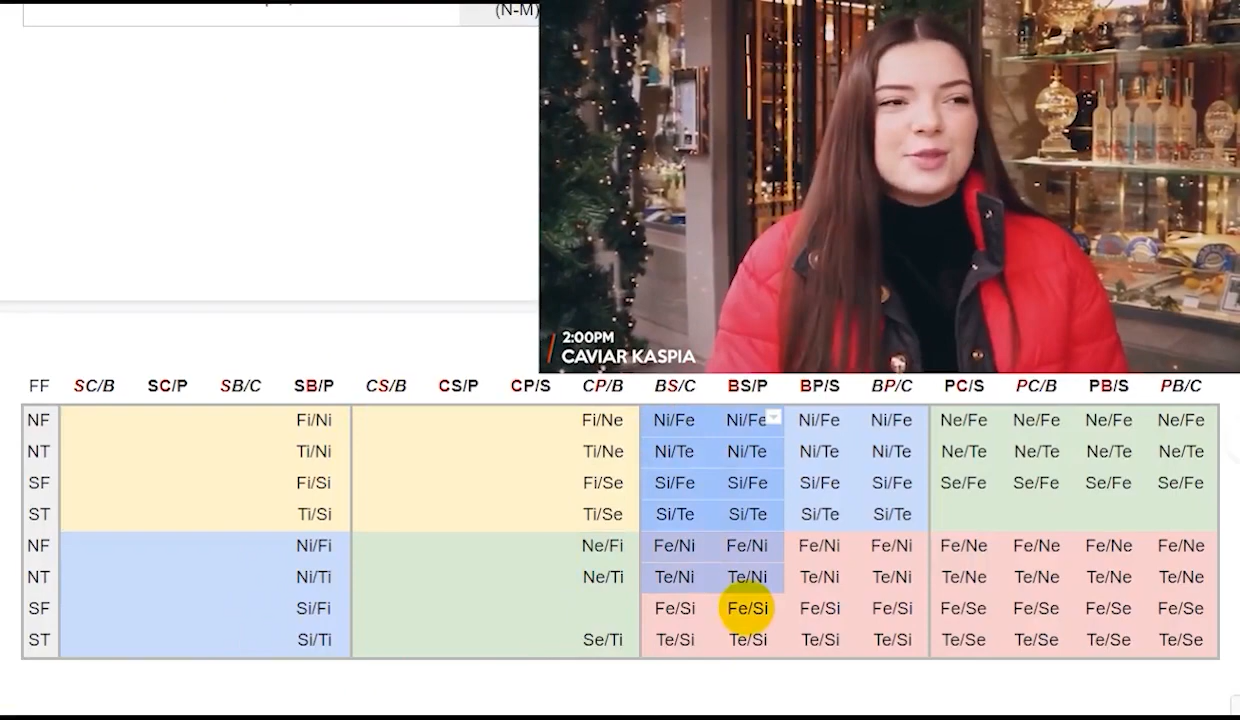 (N-M)
2:00PM
CAVIAR KASPIA
FF SC/B SC/P SB/C SB/P CS/B CS/P CP/S CP/B BS/C BS/P BP/S BP/C PC/S PC/B PB/S PB/C
NF Fi/Ni Fi/Ne Ni/Fe Ni/Fe Ni/Fe Ni/Fe Ne/Fe Ne/Fe Ne/Fe Ne/Fe
NT Ti/Ni Ti/Ne Ni/Te Ni/Te Ni/Te Ni/Te Ne/Te Ne/Te Ne/Te Ne/Te
SF Fi/Si Fi/Se Si/Fe Si/Fe Si/Fe Si/Fe Se/Fe Se/Fe Se/Fe Se/Fe
ST Ti/Si Ti/Se Si/Te Si/Te Si/Te Si/Te
NF Ni/Fi Ne/Fi Fe/Ni Fe/Ni Fe/Ni Fe/Ni Fe/Ne Fe/Ne Fe/Ne Fe/Ne
NT Ni/Ti Ne/Ti Te/Ni Te/Ni Te/Ni Te/Ni Te/Ne Te/Ne Te/Ne Te/Ne
SF Si/Fi Fe/Si Fe/Si Fe/Si Fe/Si Fe/Se Fe/Se Fe/Se Fe/Se
ST Si/Ti Se/Ti Te/Si Te/Si Te/Si Te/Si Te/Se Te/Se Te/Se Te/Se